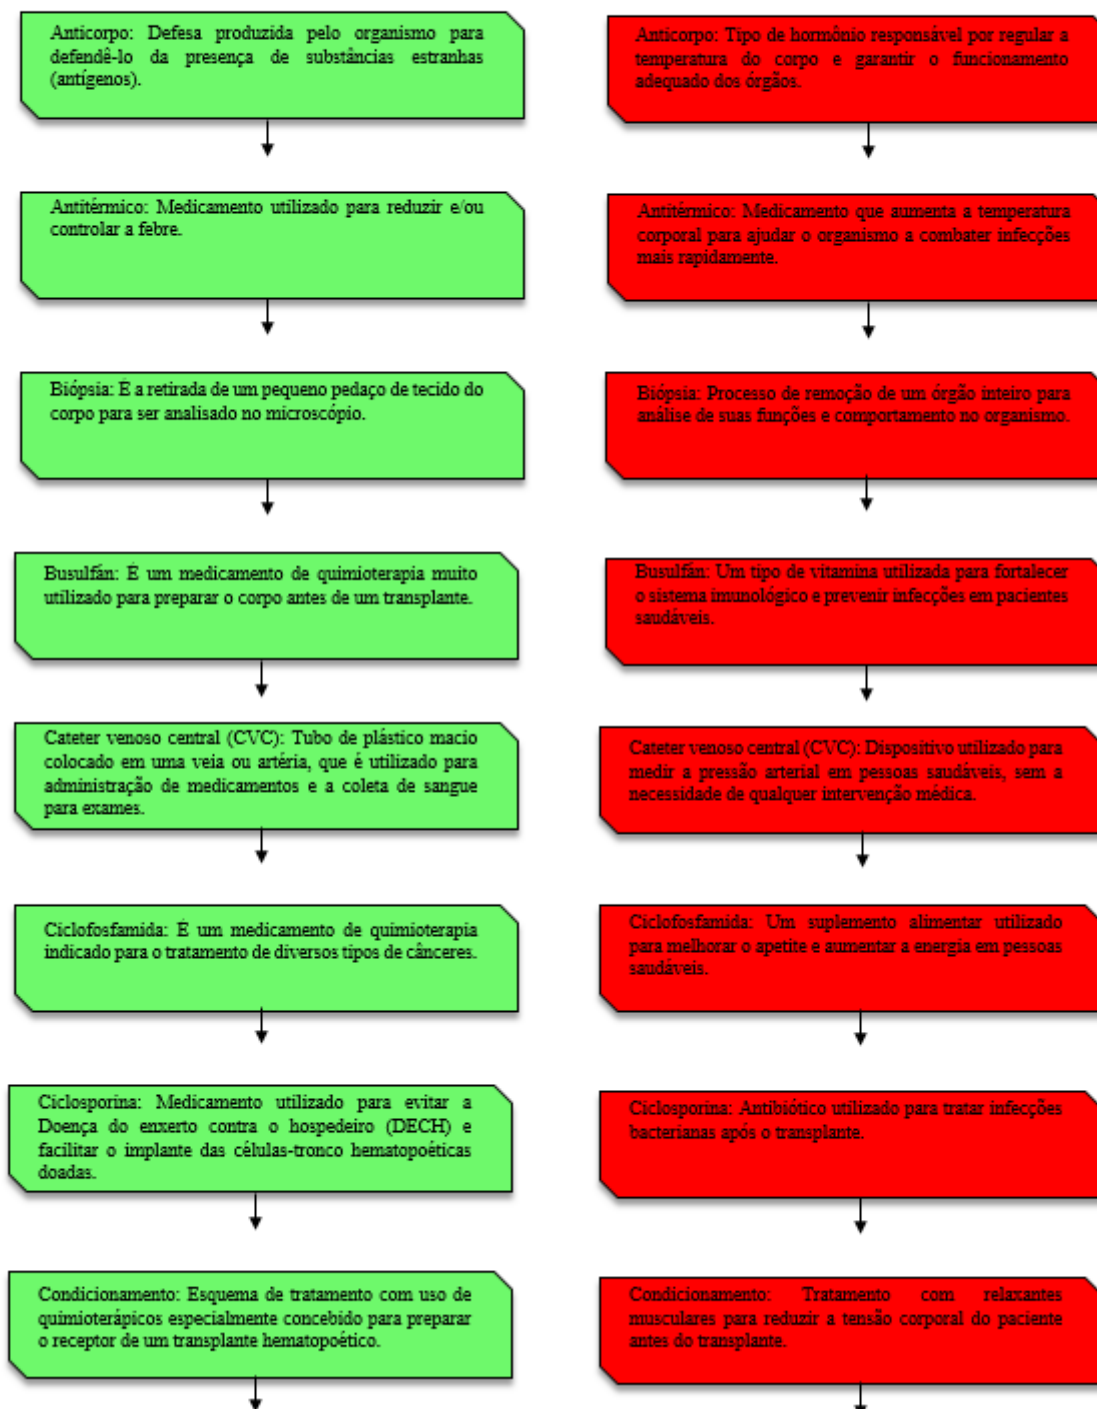 Anticorpo: Defesa produzida pelo organismo para
defendê-lo da presença de substâncias estranhas
(antígenos).
Anticorpo: Tipo de hormônio responsável por regular a
temperatura do corpo e garantir o funcionamento
adequado dos órgãos.
Antitérmico: Medicamento utilizado para reduzir e/ou
controlar a febre.
Antitérmico: Medicamento que aumenta a temperatura
corporal para ajudar o organismo a combater infecções
mais rapidamente.
Biópsia: É a retirada de um pequeno pedaço de tecido do
corpo para ser analisado no microscópio.
Biópsia: Processo de remoção de um órgão inteiro para
análise de suas funções e comportamento no organismo.
Busulfán: É um medicamento de quimioterapia muito
utilizado para preparar o corpo antes de um transplante.
Busulfán: Um tipo de vitamina utilizada para fortalecer
o sistema imunológico e prevenir infecções em pacientes
saudáveis.
Cateter venoso central (CVC): Tubo de plástico macio
colocado em uma veia ou artéria, que é utilizado para
administração de medicamentos e a coleta de sangue
para exames.
Cateter venoso central (CVC): Dispositivo utilizado para
medir a pressão arterial em pessoas saudáveis, sem a
necessidade de qualquer intervenção médica.
Ciclofosfamida: É um medicamento de quimioterapia
indicado para o tratamento de diversos tipos de cânceres.
Ciclofosfamida: Um suplemento alimentar utilizado
para melhorar o apetite e aumentar a energia em pessoas
saudáveis.
Ciclosporina: Medicamento utilizado para evitar a
Doença do enxerto contra o hospedeiro (DECH) e
facilitar o implante das células-tronco hematopoéticas
doadas.
Ciclosporina: Antibiótico utilizado para tratar infecções
bacterianas após o transplante.
Condicionamento: Esquema de tratamento com uso de
quimioterápicos especialmente concebido para preparar
o receptor de um transplante hematopoético.
Condicionamento: Tratamento com relaxantes
musculares para reduzir a tensão corporal do paciente
antes do transplante.